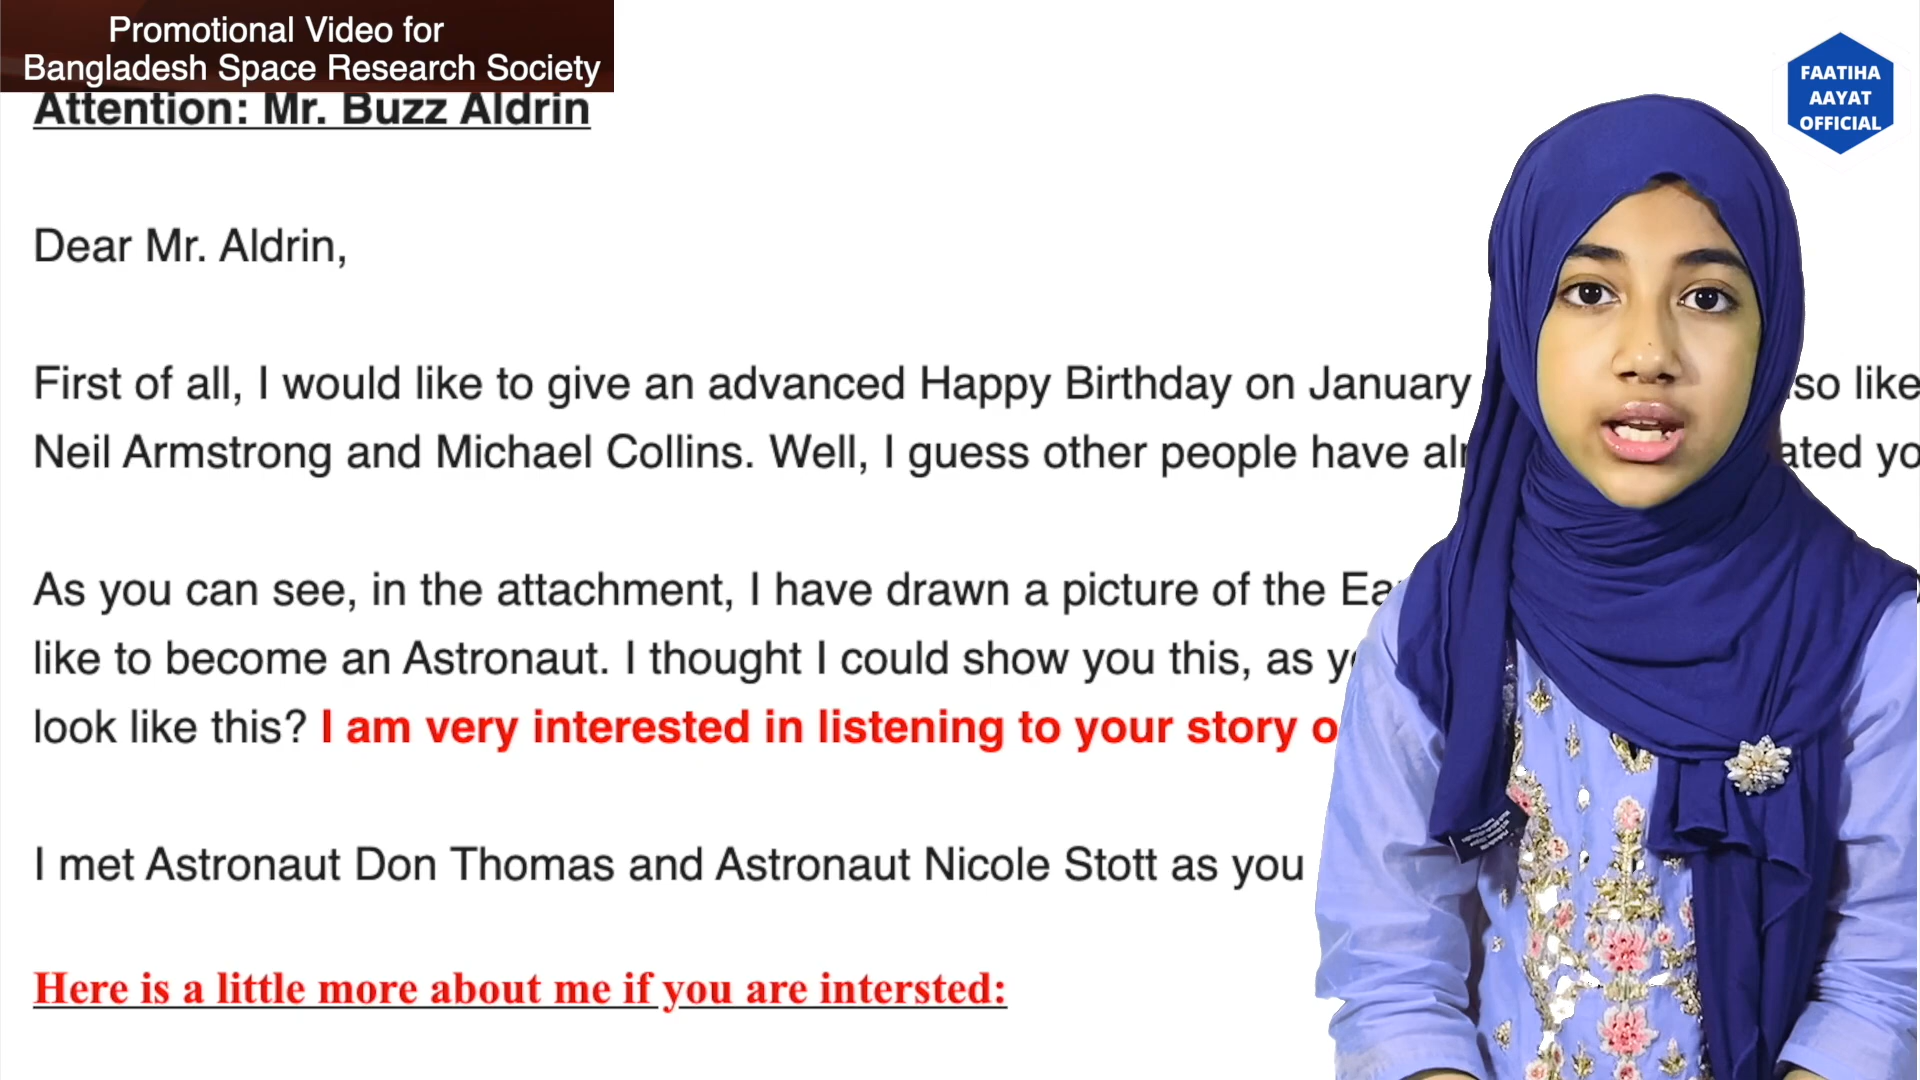 Promotional Video for
Bangladesh Space Research Society
FAATIHA
AAYAT
OFFICIAL
Attention: Mr. Buzz Aldrin
Dear Mr. Aldrin,
First of all, I would like to give an advanced Happy Birthday on January so like
Neil Armstrong and Michael Collins. Well, I guess other people have
As you can see, in the attachment, I have drawn a picture of the
like to become an Astronaut. I thought I could show you this, as
look like this? I am very interested in listening to your story
I met Astronaut Don Thomas and Astronaut Nicole Stott as you
Here is a little more about me if you are intersted: